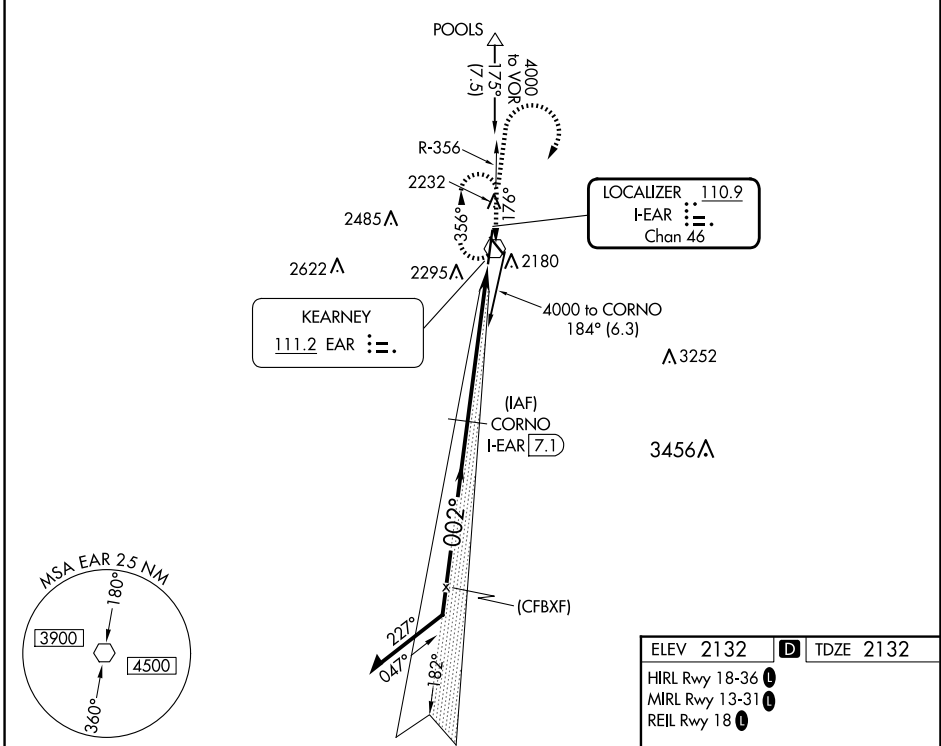 POOLS
175°
(7.5)
4000
to VOR
R-356
2232
356°
176°
2485
2622
2295
2180
LOCALIZER 110.9
I-EAR
Chan 46
KEARNEY
111.2 EAR
4000 to CORNO
184° (6.3)
3252
(IAF)
CORNO
I-EAR 7.1
3456
002°
x
(CFBXF)
227°
047°
182°
MSA EAR 25 NM
180°
3900
4500
360°
ELEV 2132 D TDZE 2132
HIRL Rwy 18-36 L
MIRL Rwy 13-31 L
REIL Rwy 18 L